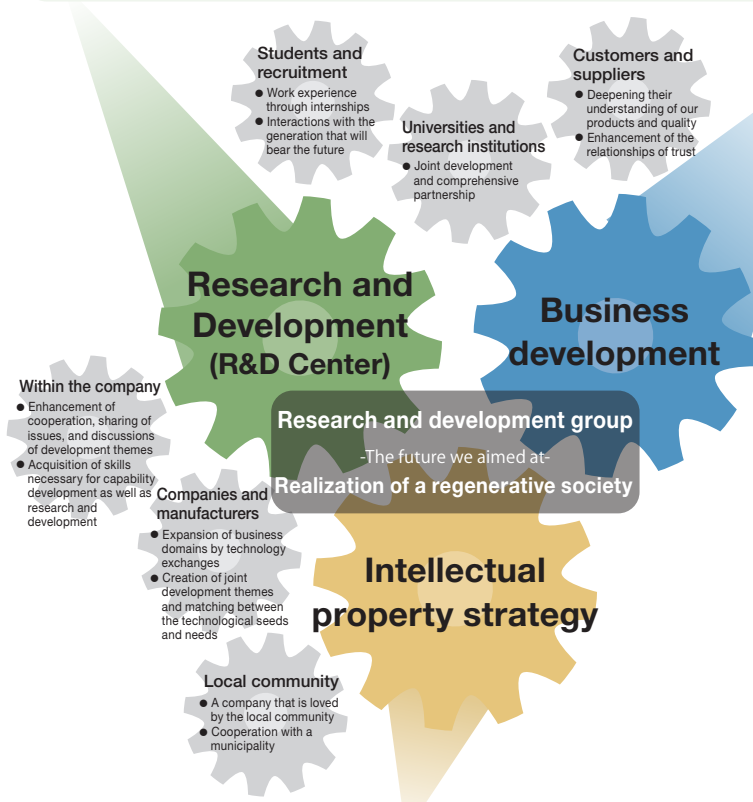 Students and
recruitment
● Work experience
through internships
● Interactions with the
generation that will
bear the future
Universities and
research institutions
● Joint development
and comprehensive
partnership
Customers and
suppliers
● Deepening their
understanding of our
products and quality
● Enhancement of the
relationships of trust
Research and
Development
(R&D Center)
Business
development
Research and development group
-The future we aimed at-
Realization of a regenerative society
Within the company
● Enhancement of
cooperation, sharing of
issues, and discussions
of development themes
● Acquisition of skills
necessary for capability
development as well as
research and
development
Companies and
manufacturers
● Expansion of business
domains by technology
exchanges
● Creation of joint
development themes
and matching between
the technological seeds
and needs
Intellectual
property strategy
Local community
● A company that is loved
by the local community
● Cooperation with a
municipality